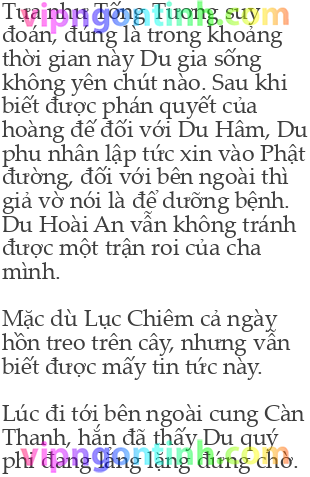 Tựa như Tống Tương suy
đoán, đúng là trong khoảng
thời gian này Du gia sống
không yên chút nào. Sau khi
biết được phán quyết của
hoàng đế đối với Du Hâm, Du
phu nhân lập tức xin vào Phật
đường, đối với bên ngoài thì
giả vờ nói là để dưỡng bệnh.
Du Hoài An vẫn không tránh
được một trận roi của cha
mình.
Mặc dù Lục Chiêm cả ngày
hồn treo trên cây, nhưng vẫn
biết được mấy tin tức này.
Lúc đi tới bên ngoài cung Càn
Thanh, hắn đã thấy Du quý
phi đang lẳng lặng đứng chờ.
vipngontinh.com
vipngontinh.com